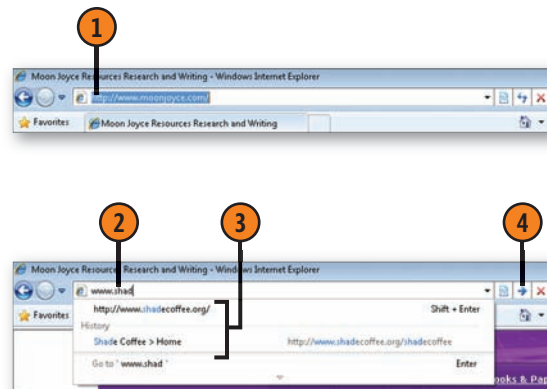 1
Moon Joyce Resources Research and Writing - Windows Internet Explorer
http://www.moonjoyce.com/
Favorites Moon Joyce Resources Research and Writing
2 3 4
Moon Joyce Resources Research and Writing - Windows Internet Explorer
www.shad
Favorites http://www.shadecoffee.org/ Shift + Enter
History
Shade Coffee > Home http://www.shadecoffee.org/shadecoffee
Go to ' www.shad ' Enter
ooks & Pap